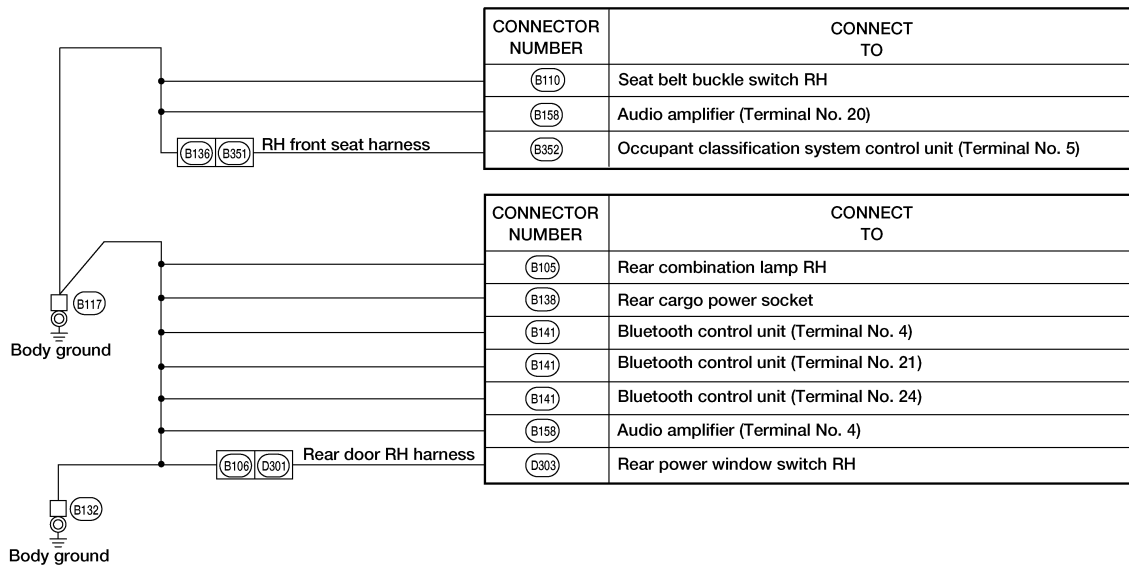 CONNECTOR NUMBER CONNECT TO
B110 Seat belt buckle switch RH
B158 Audio amplifier (Terminal No. 20)
B136 B351 RH front seat harness B352 Occupant classification system control unit (Terminal No. 5)
CONNECTOR NUMBER CONNECT TO
B105 Rear combination lamp RH
B138 Rear cargo power socket
B117
B141 Bluetooth control unit (Terminal No. 4)
Body ground
B141 Bluetooth control unit (Terminal No. 21)
B141 Bluetooth control unit (Terminal No. 24)
B158 Audio amplifier (Terminal No. 4)
B106 D301 Rear door RH harness D303 Rear power window switch RH
B132
Body ground